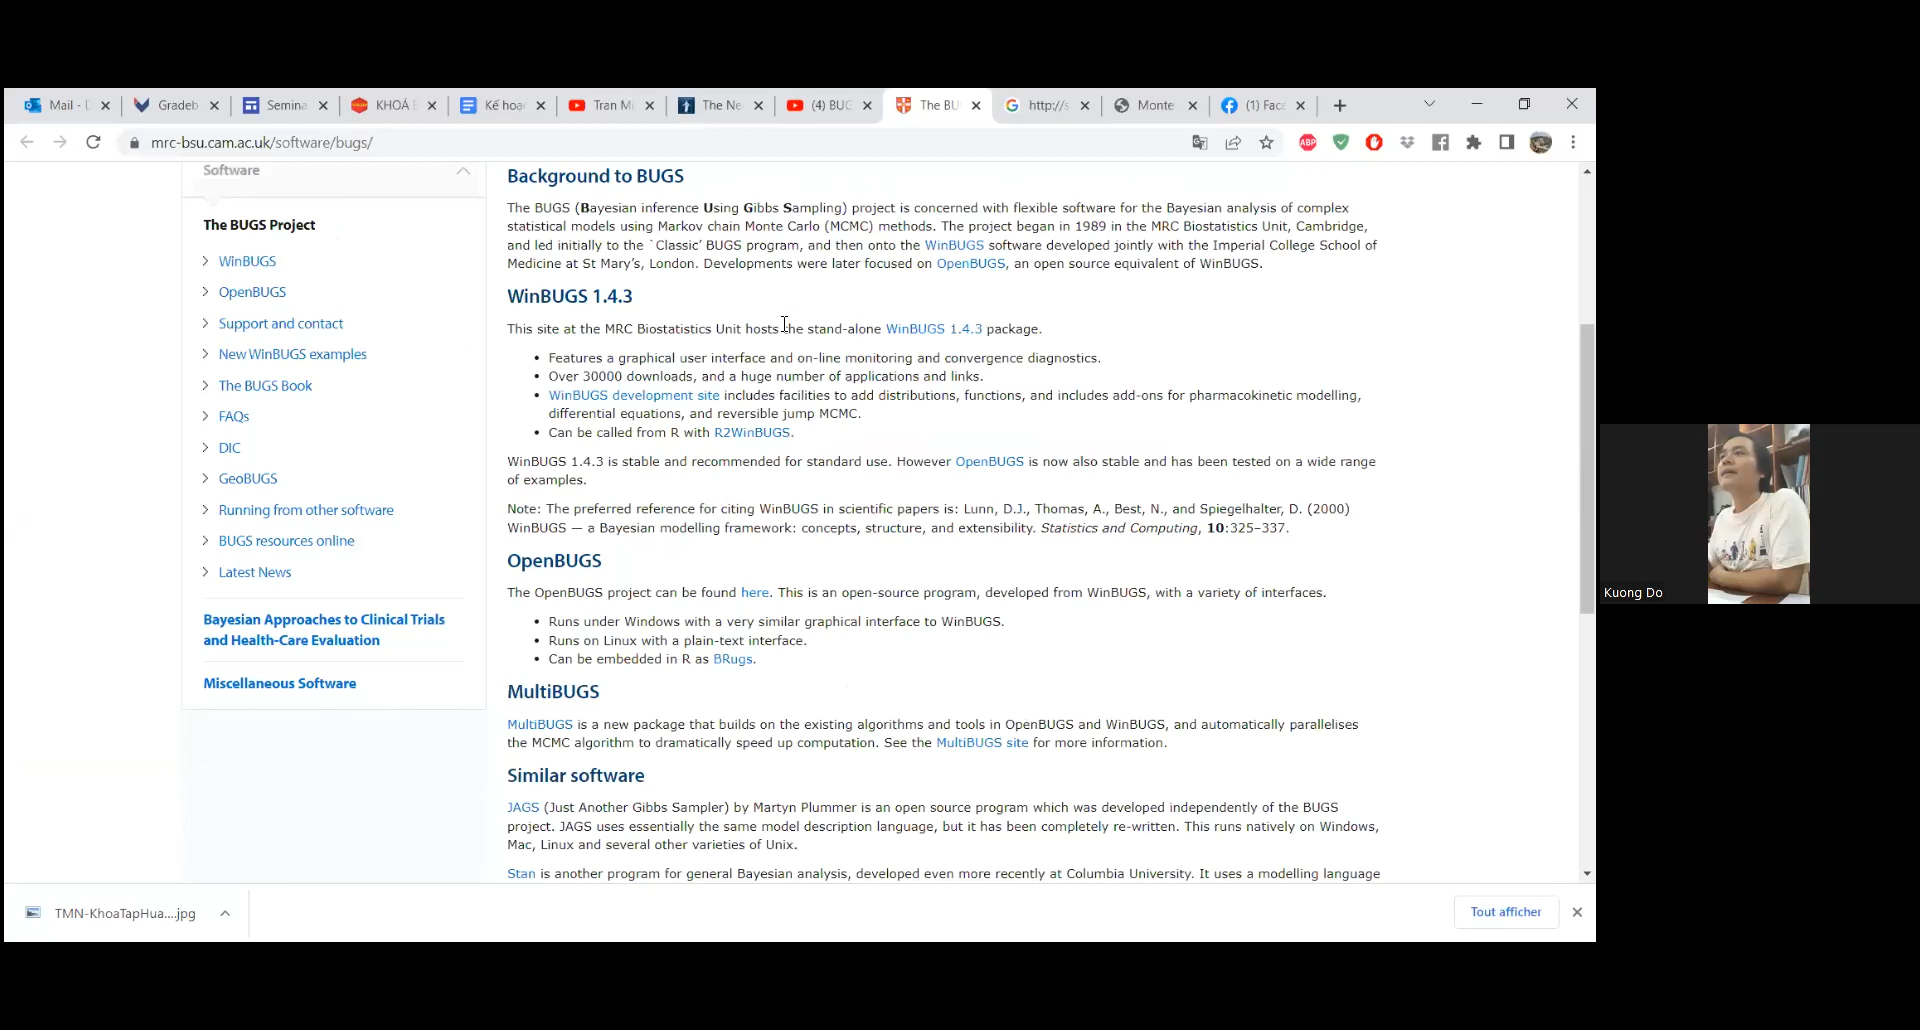 Mail - D
Gradeb
Semina
KHOÁ B
Kế hoạc
Tran Mi
The Ne
(4) BUG
The BU
http://s
Monte
(1) Face
mrc-bsu.cam.ac.uk/software/bugs/
ABP
Software
The BUGS Project
WinBUGS
OpenBUGS
Support and contact
New WinBUGS examples
The BUGS Book
FAQs
DIC
GeoBUGS
Running from other software
BUGS resources online
Latest News
Bayesian Approaches to Clinical Trials
and Health-Care Evaluation
Miscellaneous Software
Background to BUGS
The BUGS (Bayesian inference Using Gibbs Sampling) project is concerned with flexible software for the Bayesian analysis of complex
statistical models using Markov chain Monte Carlo (MCMC) methods. The project began in 1989 in the MRC Biostatistics Unit, Cambridge,
and led initially to the `Classic’ BUGS program, and then onto the WinBUGS software developed jointly with the Imperial College School of
Medicine at St Mary’s, London. Developments were later focused on OpenBUGS, an open source equivalent of WinBUGS.
WinBUGS 1.4.3
This site at the MRC Biostatistics Unit hosts the stand-alone WinBUGS 1.4.3 package.
• Features a graphical user interface and on-line monitoring and convergence diagnostics.
• Over 30000 downloads, and a huge number of applications and links.
• WinBUGS development site includes facilities to add distributions, functions, and includes add-ons for pharmacokinetic modelling,
differential equations, and reversible jump MCMC.
• Can be called from R with R2WinBUGS.
WinBUGS 1.4.3 is stable and recommended for standard use. However OpenBUGS is now also stable and has been tested on a wide range
of examples.
Note: The preferred reference for citing WinBUGS in scientific papers is: Lunn, D.J., Thomas, A., Best, N., and Spiegelhalter, D. (2000)
WinBUGS — a Bayesian modelling framework: concepts, structure, and extensibility. Statistics and Computing, 10:325–337.
OpenBUGS
The OpenBUGS project can be found here. This is an open-source program, developed from WinBUGS, with a variety of interfaces.
• Runs under Windows with a very similar graphical interface to WinBUGS.
• Runs on Linux with a plain-text interface.
• Can be embedded in R as BRugs.
MultiBUGS
MultiBUGS is a new package that builds on the existing algorithms and tools in OpenBUGS and WinBUGS, and automatically parallelises
the MCMC algorithm to dramatically speed up computation. See the MultiBUGS site for more information.
Similar software
JAGS (Just Another Gibbs Sampler) by Martyn Plummer is an open source program which was developed independently of the BUGS
project. JAGS uses essentially the same model description language, but it has been completely re-written. This runs natively on Windows,
Mac, Linux and several other varieties of Unix.
Stan is another program for general Bayesian analysis, developed even more recently at Columbia University. It uses a modelling language
Kuong Do
TMN-KhoaTapHua....jpg
Tout afficher